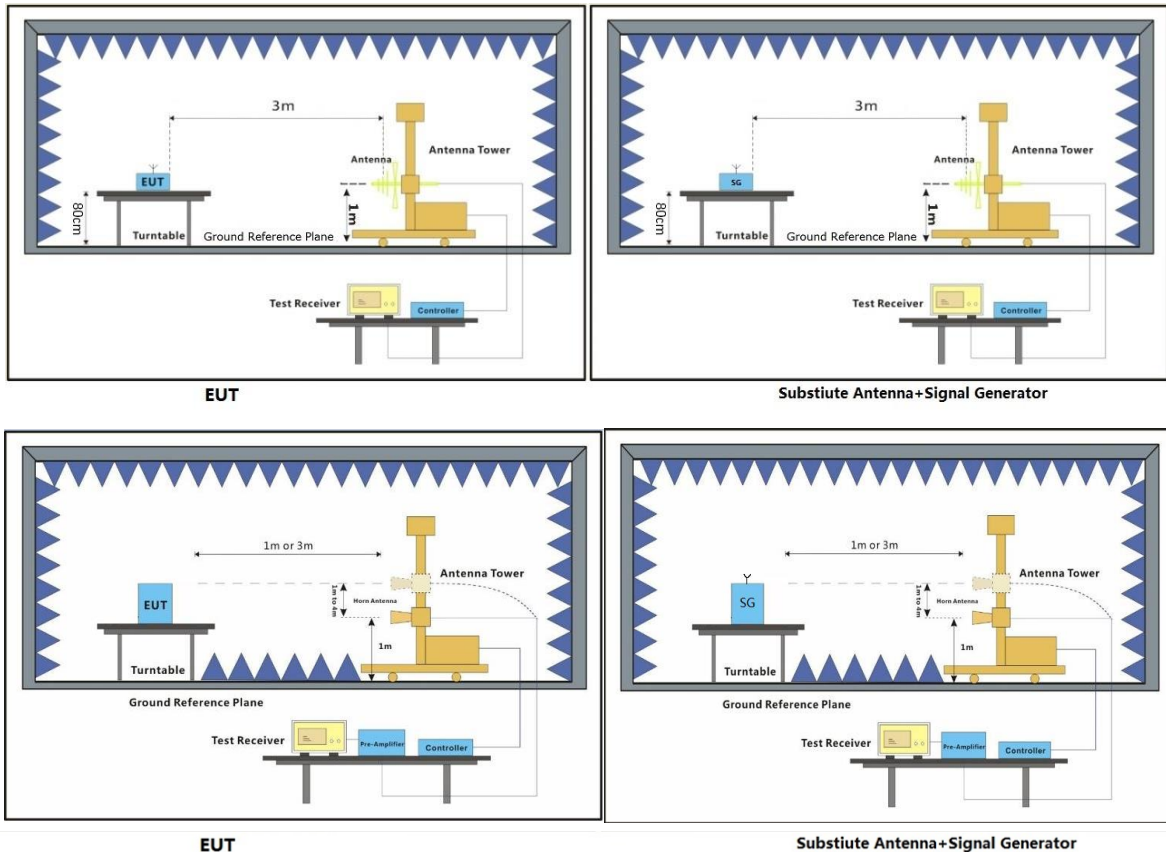 3m
Antenna
Antenna Tower
EUT
80cm
1m
Turntable
Ground Reference Plane
Test Receiver
Controller
EUT
3m
Antenna
Antenna Tower
SG
80cm
1m
Turntable
Ground Reference Plane
Test Receiver
Controller
Substiute Antenna+Signal Generator
1m or 3m
Antenna Tower
EUT
1m to 4m
Horn Antenna
1m
Turntable
Ground Reference Plane
Test Receiver
Pre-Amplifier
Controller
EUT
1m or 3m
Antenna Tower
SG
1m to 4m
Horn Antenna
1m
Turntable
Ground Reference Plane
Test Receiver
Pre-Amplifier
Controller
Substiute Antenna+Signal Generator